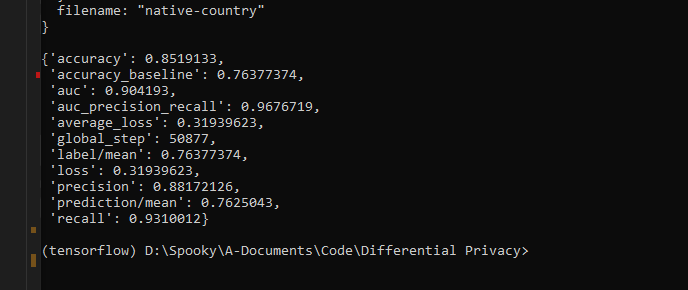 filename: "native-country"
}
{'accuracy': 0.8519133,
'accuracy_baseline': 0.76377374,
'auc': 0.904193,
'auc_precision_recall': 0.9676719,
'average_loss': 0.31939623,
'global_step': 50877,
'label/mean': 0.76377374,
'loss': 0.31939623,
'precision': 0.88172126,
'prediction/mean': 0.7625043,
'recall': 0.9310012}
(tensorflow) D:\Spooky\A-Documents\Code\Differential Privacy>